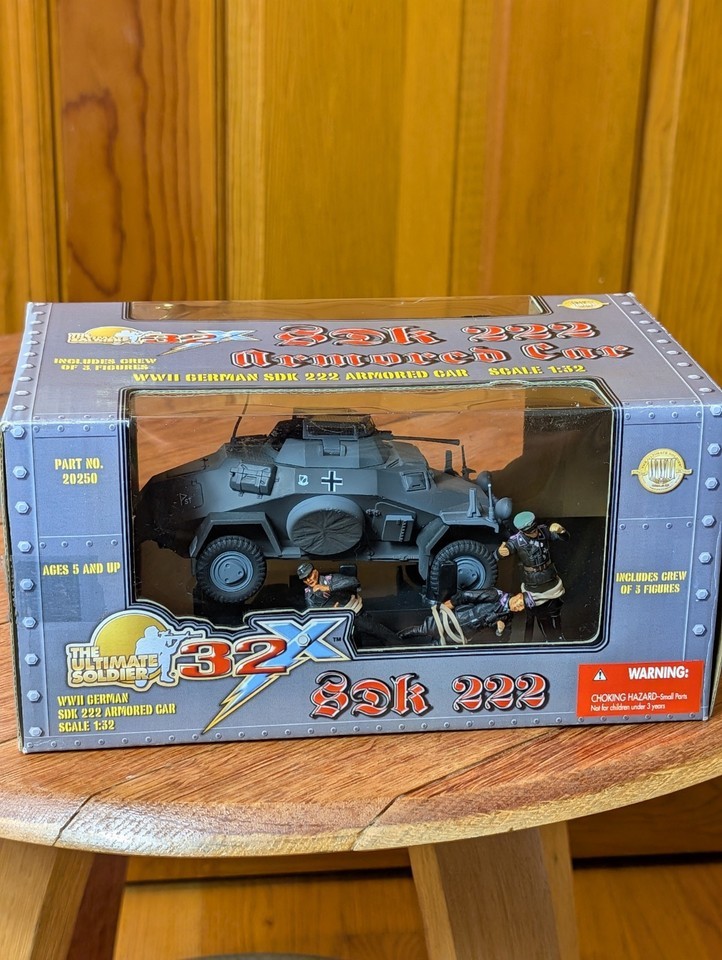 THE ULTIMATE SOLDIER 32X SDk 222
INCLUDES CREW
OF 3 FIGURES
Armored Car
WWII GERMAN SDK 222 ARMORED CAR SCALE 1:32
PART NO.
20250
AGES 5 AND UP
INCLUDES CREW
OF 3 FIGURES
THE
ULTIMATE
SOLDIER
32X™
SDk 222
WWII GERMAN
SDK 222 ARMORED CAR
SCALE 1:32
WARNING:
CHOKING HAZARD-Small Parts
Not for children under 3 years